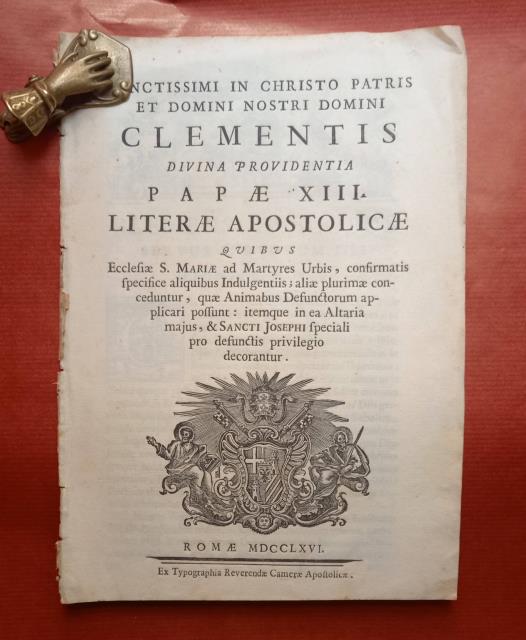 NCTISSIMI IN CHRISTO PATRIS
ET DOMINI NOSTRI DOMINI
CLEMENTIS
DIVINA PROVIDENTIA
PAPÆ XIII.
LITERÆ APOSTOLICÆ
QVIBVS
Ecclesiæ S. MARIÆ ad Martyres Urbis, confirmatis
specifice aliquibus Indulgentiis; aliæ plurimæ con-
ceduntur, quæ Animabus Defunctorum ap-
plicari possunt: itemque in ea Altaria
majus, & SANCTI JOSEPHI speciali
pro defunctis privilegio
decorantur.
ROMÆ MDCCLXVI.
Ex Typographia Reverendæ Cameræ Apostolicæ.